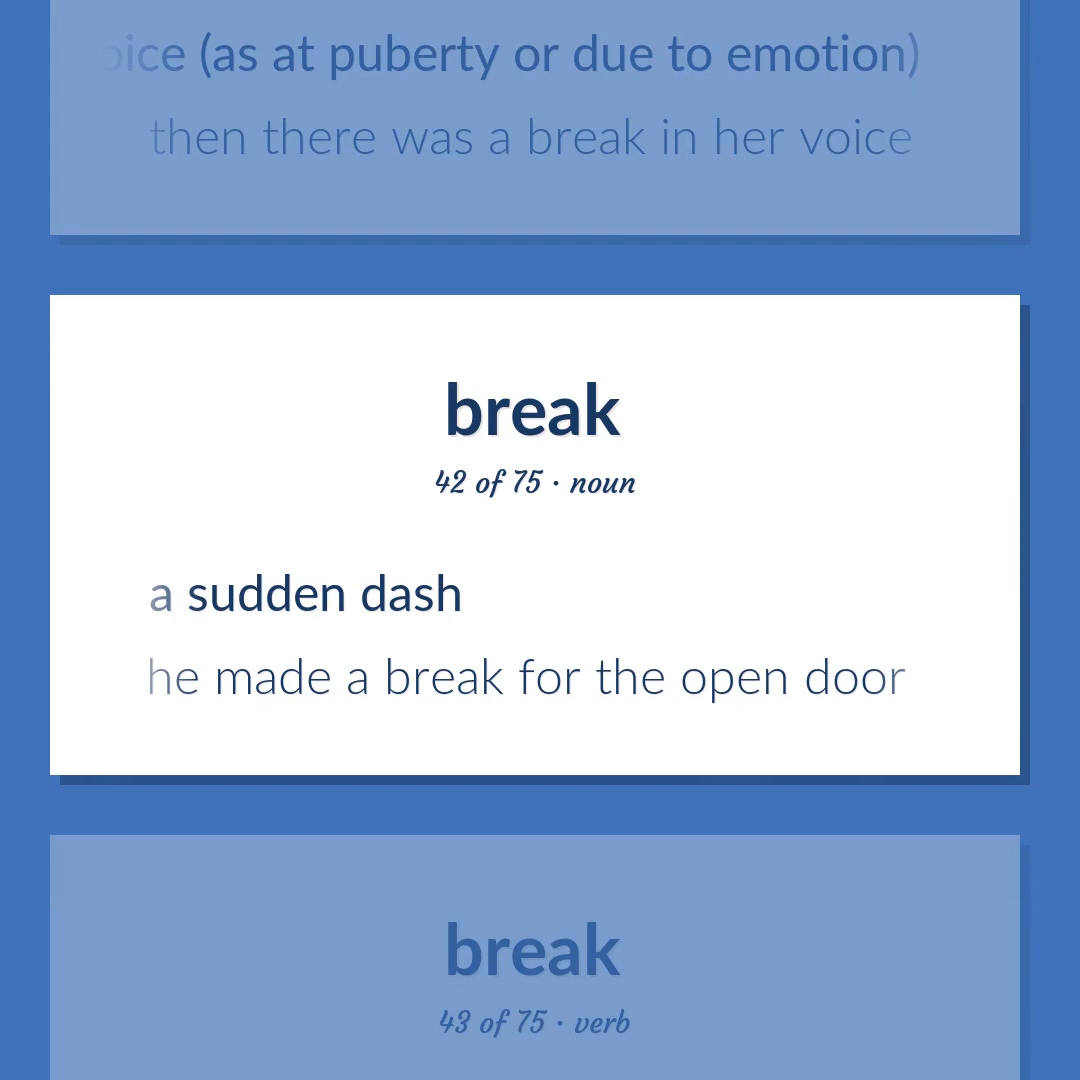 (as at puberty or due to emotion)
then there was a break in her voice
break
42 of 75 · noun
a sudden dash
he made a break for the open door
break
43 of 75 · verb